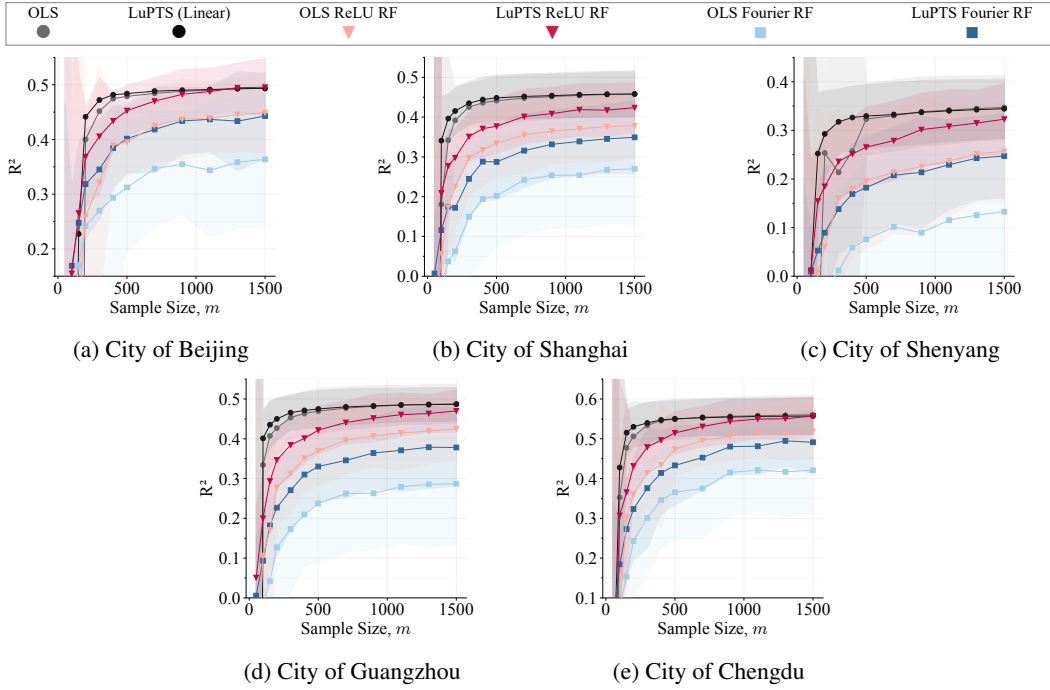 OLS LuPTS (Linear) OLS ReLU RF LuPTS ReLU RF OLS Fourier RF LuPTS Fourier RF
0.5
0.4
0.3
0.2
R²
0 500 1000 1500
Sample Size, m
(a) City of Beijing
0.5
0.4
0.3
0.2
0.1
0.0
R²
0 500 1000 1500
Sample Size, m
(b) City of Shanghai
0.5
0.4
0.3
0.2
0.1
0.0
R²
0 500 1000 1500
Sample Size, m
(c) City of Shenyang
0.5
0.4
0.3
0.2
0.1
0.0
R²
0 500 1000 1500
Sample Size, m
(d) City of Guangzhou
0.6
0.5
0.4
0.3
0.2
0.1
R²
0 500 1000 1500
Sample Size, m
(e) City of Chengdu